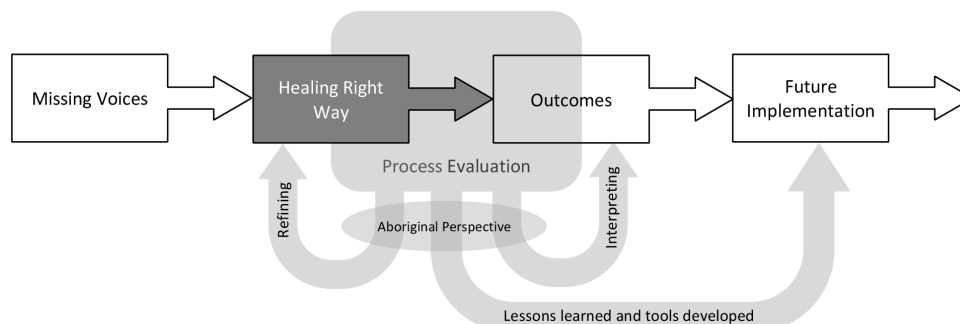 Missing Voices
Healing Right
Way
Outcomes
Future
Implementation
Process Evaluation
Refining
Aboriginal Perspective
Interpreting
Lessons learned and tools developed